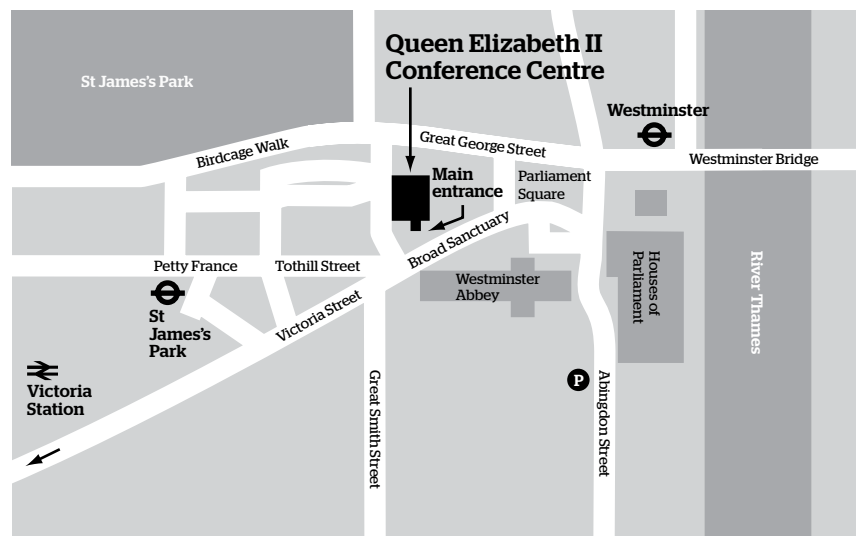 Queen Elizabeth II
Conference Centre
St James's Park
Westminster
Birdcage Walk
Great George Street
Westminster Bridge
Main
entrance
Parliament
Square
Broad Sanctuary
Petty France
Tothill Street
Westminster
Abbey
Houses of
Parliament
River Thames
St
James's
Park
Victoria Street
Victoria
Station
Great Smith Street
P
Abingdon Street